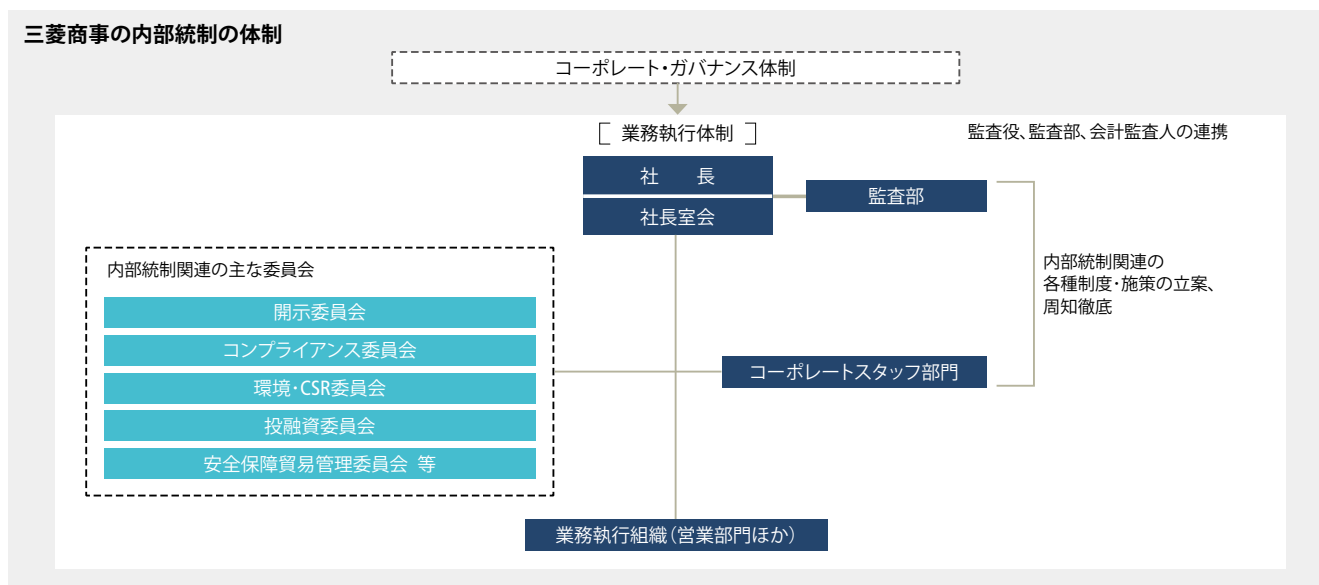 三菱商事の内部統制の体制
コーポレート・ガバナンス体制
[ 業務執行体制 ]
監査役、監査部、会計監査人の連携
社　　長
社長室会
監査部
内部統制関連の
各種制度・施策の立案、
周知徹底
内部統制関連の主な委員会
開示委員会
コンプライアンス委員会
環境・CSR委員会
投融資委員会
安全保障貿易管理委員会 等
コーポレートスタッフ部門
業務執行組織（営業部門ほか）